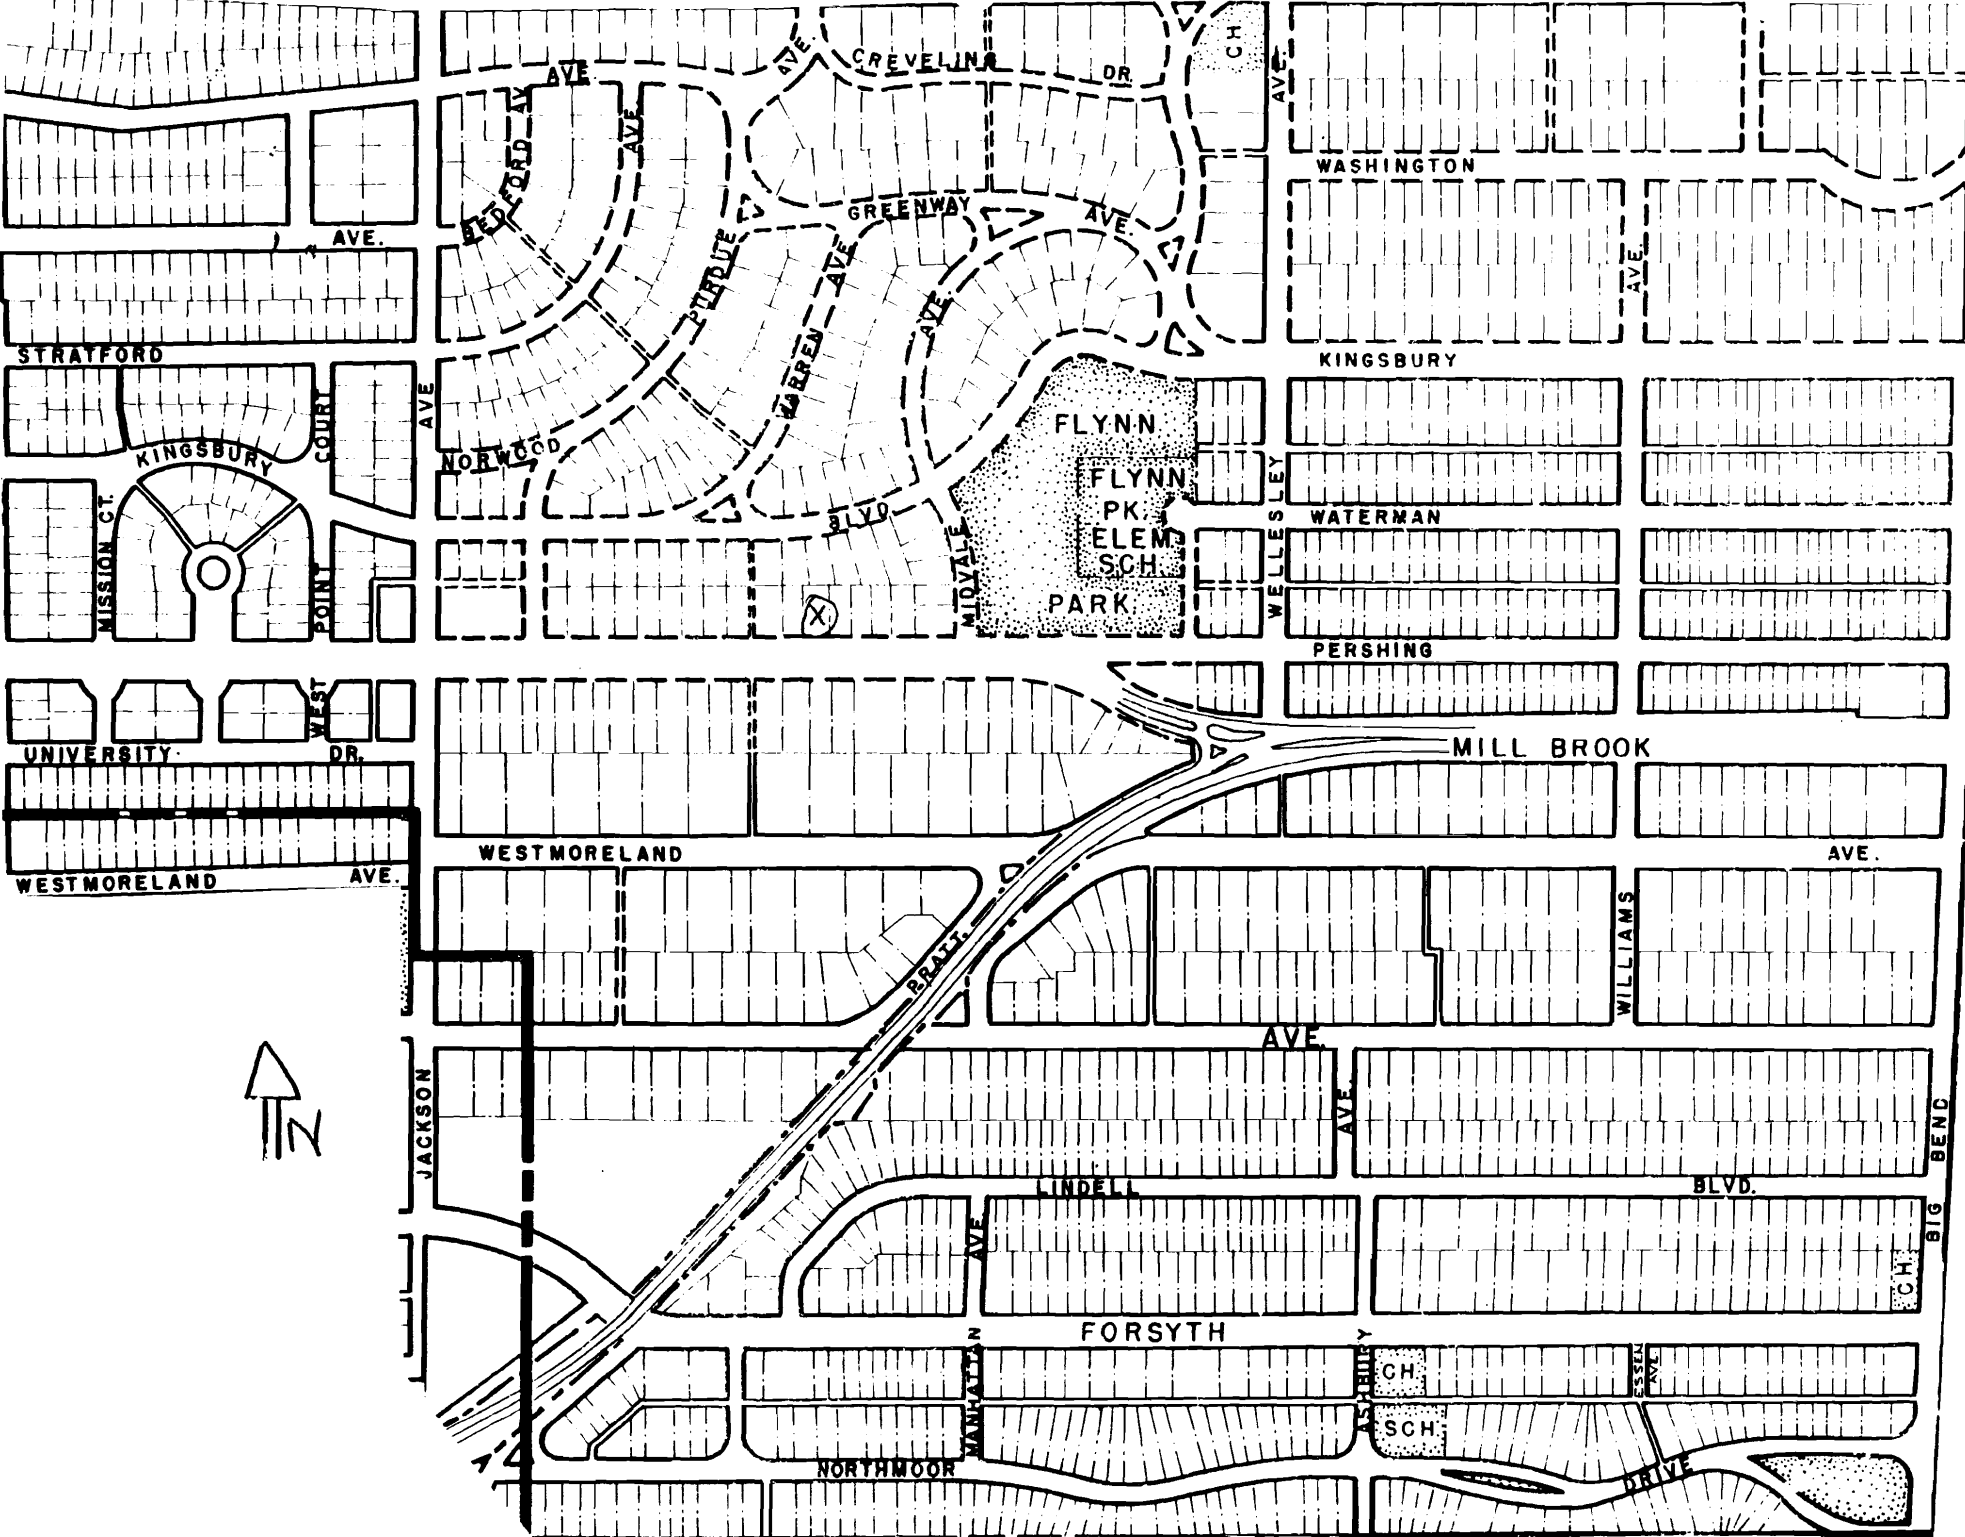 CH
AVE.
CREVELING
DR
AVE.
AVE.
BEDFORD AV
AVE.
WASHINGTON
GREENWAY
AVE.
AVE.
PURDUE
AVE.
AVE.
AVE.
STRATFORD
KINGSBURY
WARREN
AVE
COURT
FLYNN
KINGSBURY
NORWOOD
FLYNN
PK.
ELEM
SCH.
PARK
WELLESLEY
WATERMAN
BLVD
MISSION CT.
MIDVALE
POINT
X
PERSHING
WEST
UNIVERSITY
DR.
MILL BROOK
WESTMORELAND
AVE.
WESTMORELAND
AVE.
WILLIAMS
PRATT
AVE.
N
JACKSON
AVE.
BIG BEND
LINDELL
BLVD.
AVE
CH.
FORSYTH
MANHATTAN
ASHBURY
CH.
ESSEX
AVE
SCH.
NORTHMOOR
DRIVE